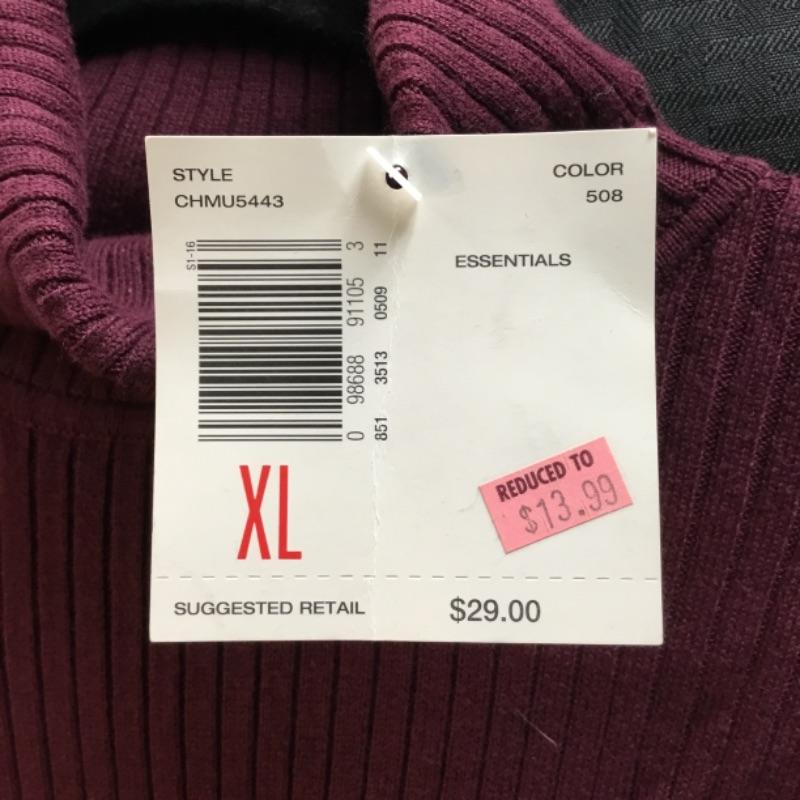 STYLE
CHMU5443
COLOR
508
S1-16
0 98688 91105 3
851 3513 0509 11
ESSENTIALS
XL
REDUCED TO
$13.99
SUGGESTED RETAIL $29.00